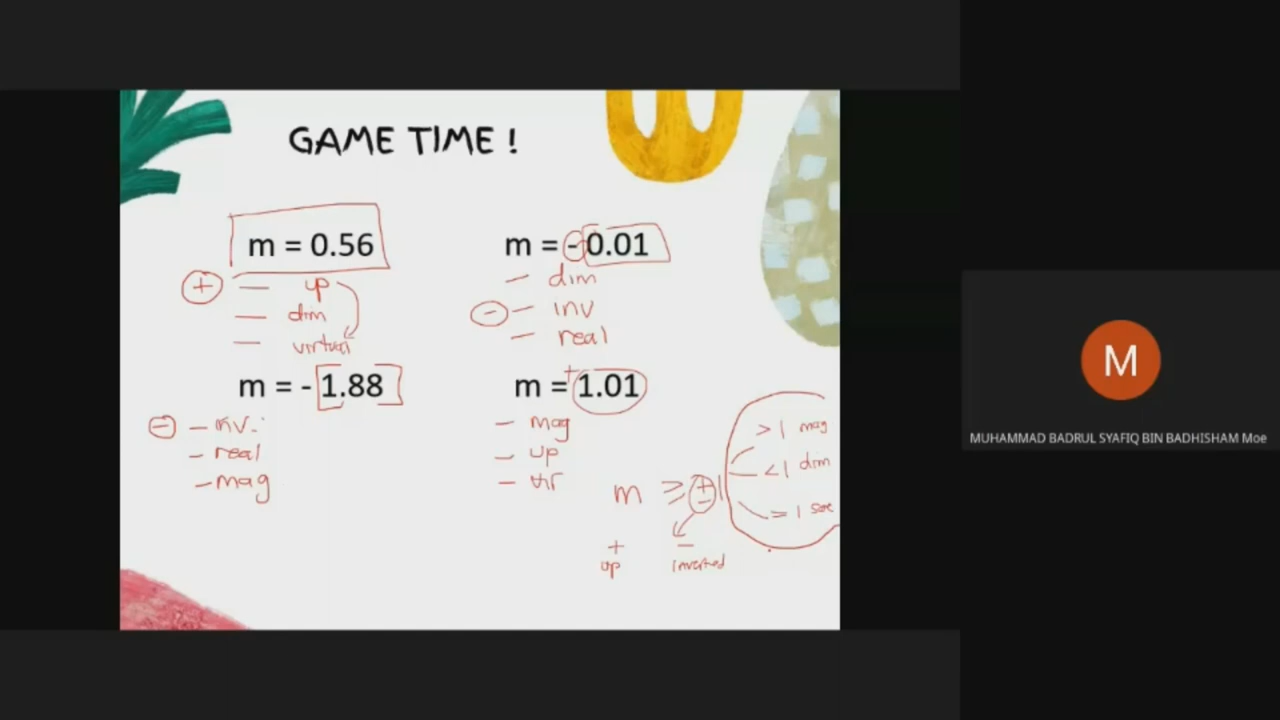 GAME TIME !
m = 0.56
+ — up
— dim
— virtual
m = -0.01
— dim
- — inv
— real
m = - 1.88
- — inv.
- real
- mag
m = +1.01
- mag
- up
- vir
m ≥ ± 1
+ up
- inverted
> 1 mag
< 1 dim
= 1
M
MUHAMMAD BADRUL SYAFIQ BIN BADHISHAM Moe